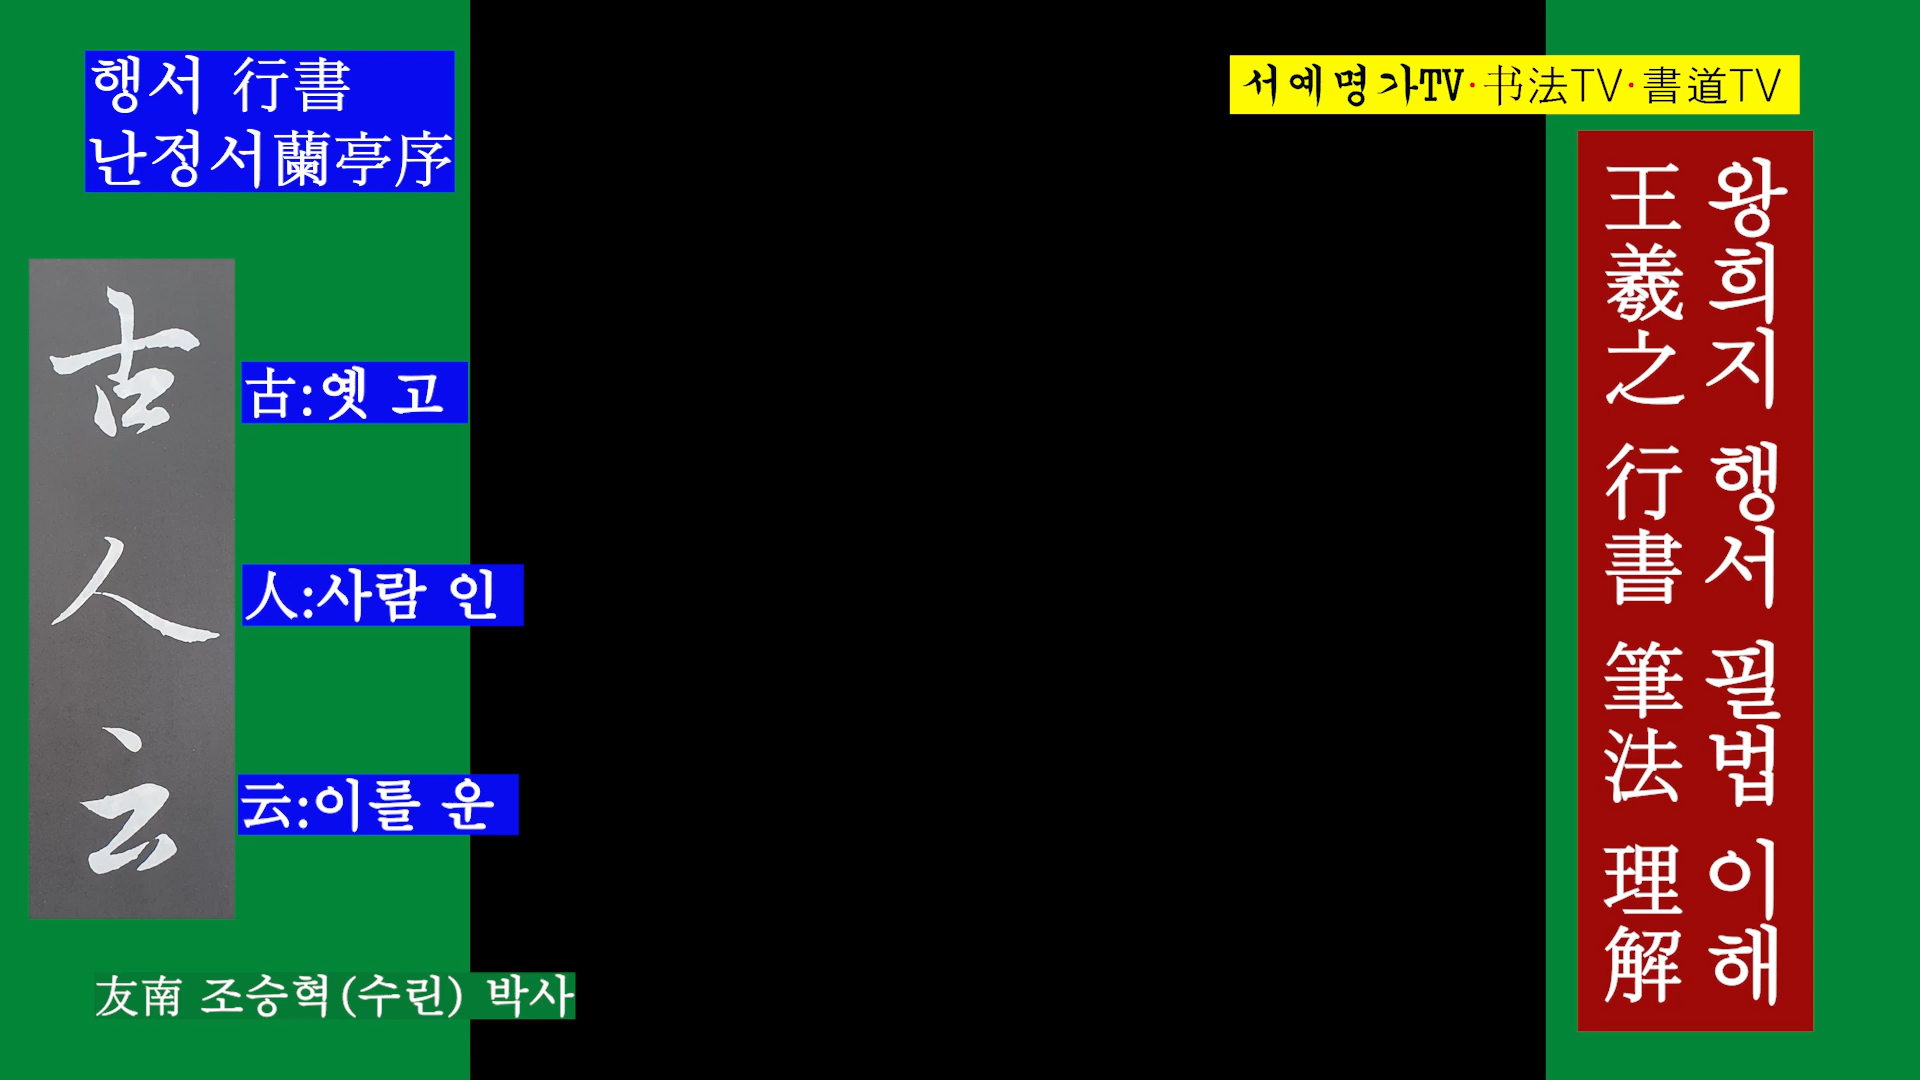 행서 行書
난정서蘭亭序
서예명가TV·书法TV·書道TV
왕희지 행서 필법 이해
王羲之 行書 筆法 理解
古人云
古:옛 고
人:사람 인
云:이를 운
友南 조승혁(수린) 박사